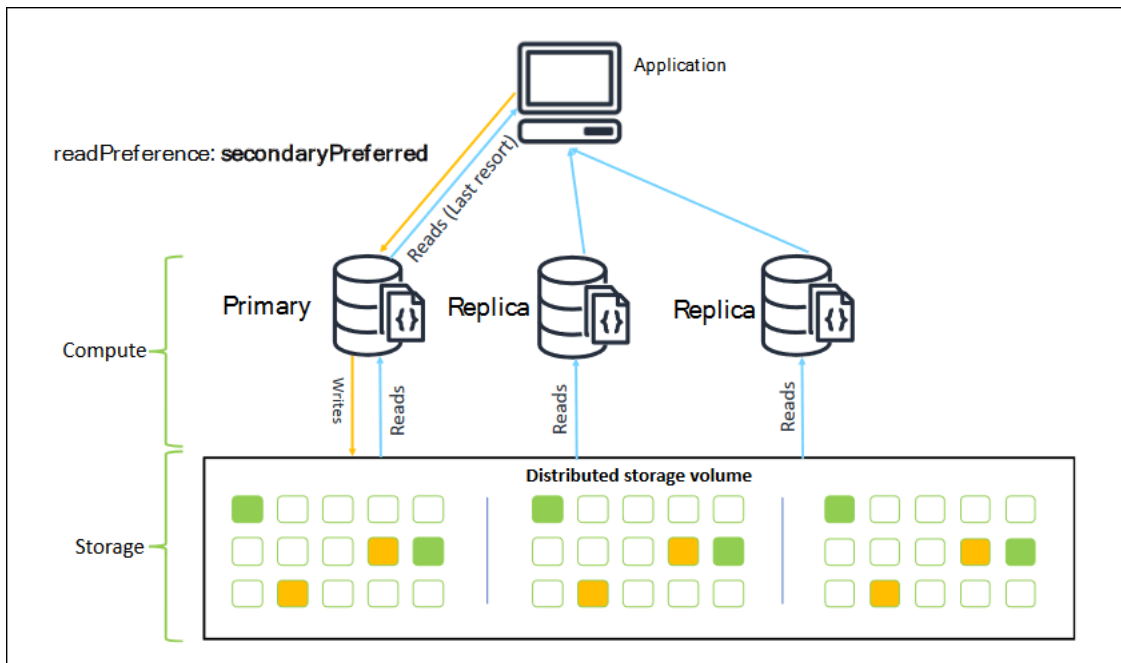 Application
readPreference: secondaryPreferred
Reads (Last resort)
Primary
{}
Replica
{}
Replica
{}
Compute
Writes
Reads
Reads
Reads
Distributed storage volume
Storage